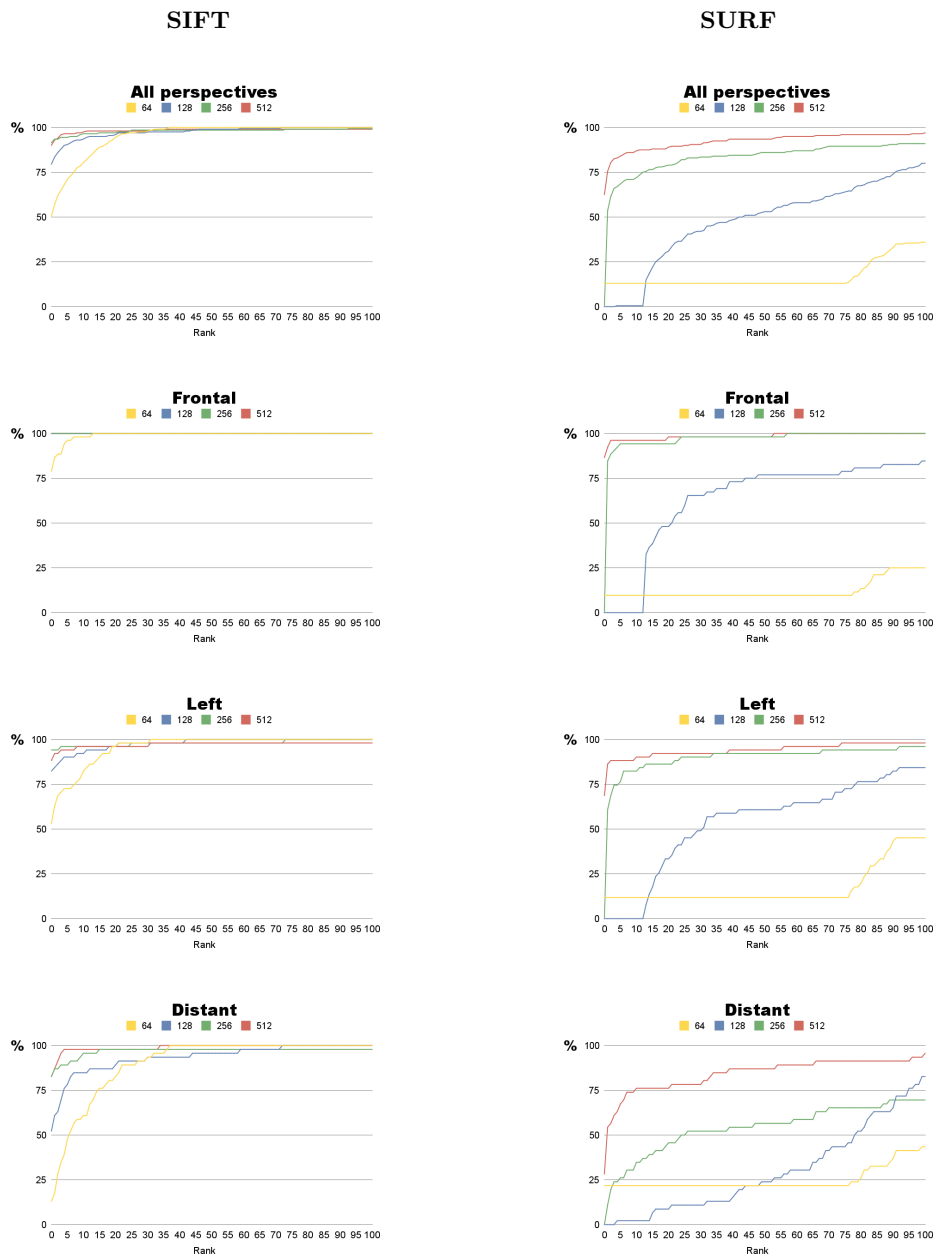 SIFT SURF
All perspectives All perspectives
64 128 256 512 64 128 256 512
% 100 % 100
75 75
50 50
25 25
0 0
0 5 10 15 20 25 30 35 40 45 50 55 60 65 70 75 80 85 90 95 100 0 5 10 15 20 25 30 35 40 45 50 55 60 65 70 75 80 85 90 95 100
Rank Rank
Frontal Frontal
64 128 256 512 64 128 256 512
% 100 % 100
75 75
50 50
25 25
0 0
0 5 10 15 20 25 30 35 40 45 50 55 60 65 70 75 80 85 90 95 100 0 5 10 15 20 25 30 35 40 45 50 55 60 65 70 75 80 85 90 95 100
Rank Rank
Left Left
64 128 256 512 64 128 256 512
% 100 % 100
75 75
50 50
25 25
0 0
0 5 10 15 20 25 30 35 40 45 50 55 60 65 70 75 80 85 90 95 100 0 5 10 15 20 25 30 35 40 45 50 55 60 65 70 75 80 85 90 95 100
Rank Rank
Distant Distant
64 128 256 512 64 128 256 512
% 100 % 100
75 75
50 50
25 25
0 0
0 5 10 15 20 25 30 35 40 45 50 55 60 65 70 75 80 85 90 95 100 0 5 10 15 20 25 30 35 40 45 50 55 60 65 70 75 80 85 90 95 100
Rank Rank